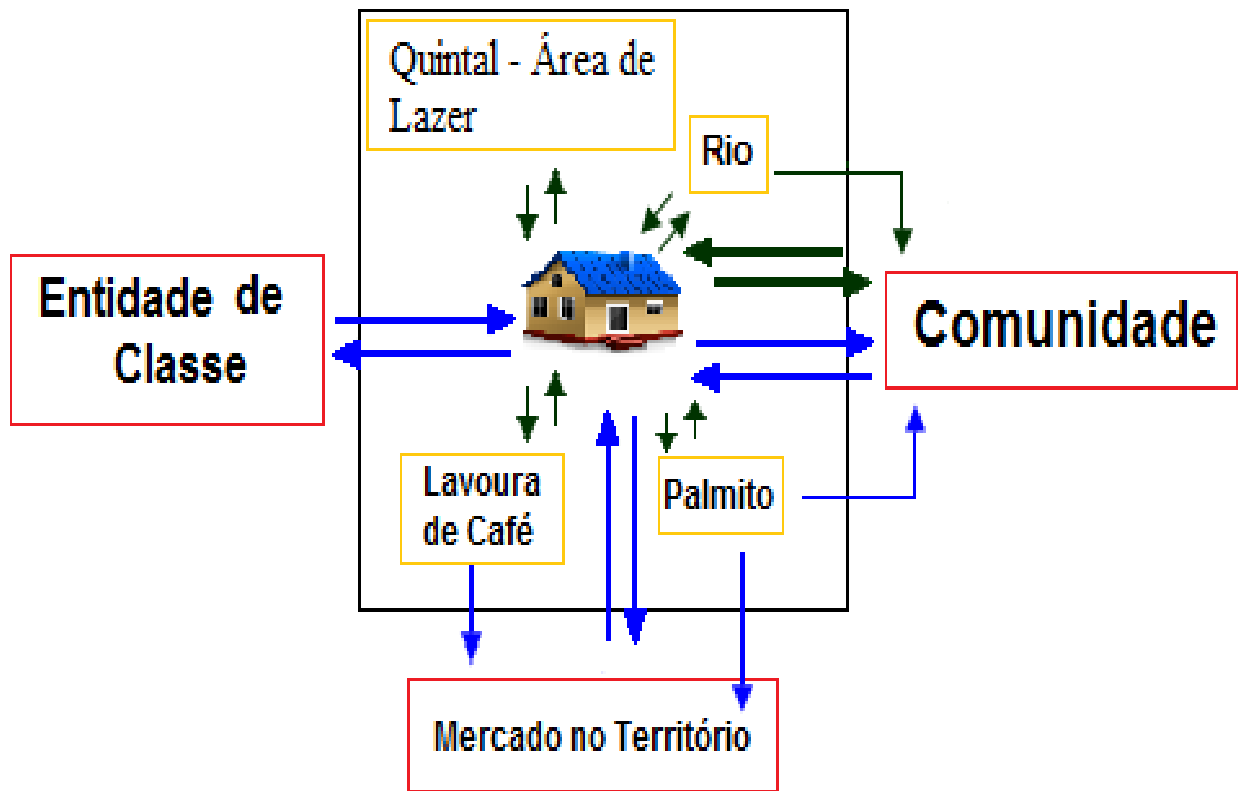 Quintal - Área de
Lazer
Rio
Entidade de
Classe
Comunidade
Lavoura
de Café
Palmito
Mercado no Território